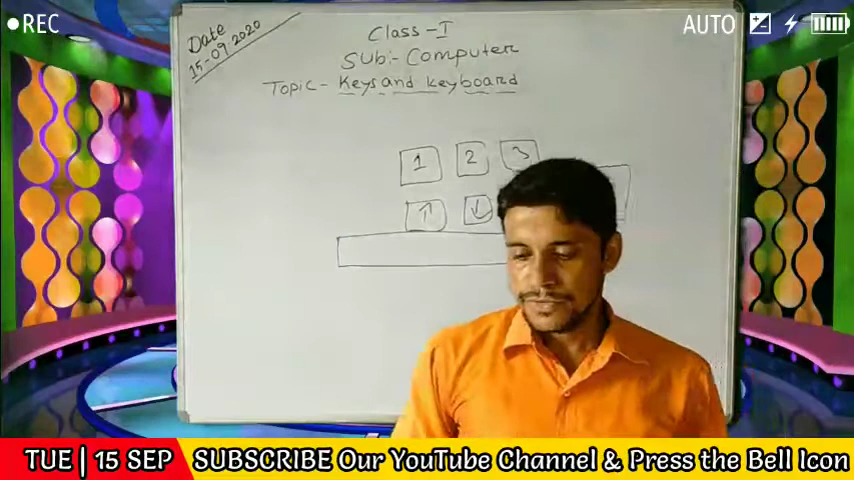 REC
AUTO
Date
15-09-2020
Class-I
Sub:- Computer
Topic- Keys and keyboard
1 2 3
↑ ↓
TUE | 15 SEP
SUBSCRIBE Our YouTube Channel & Press the Bell Icon